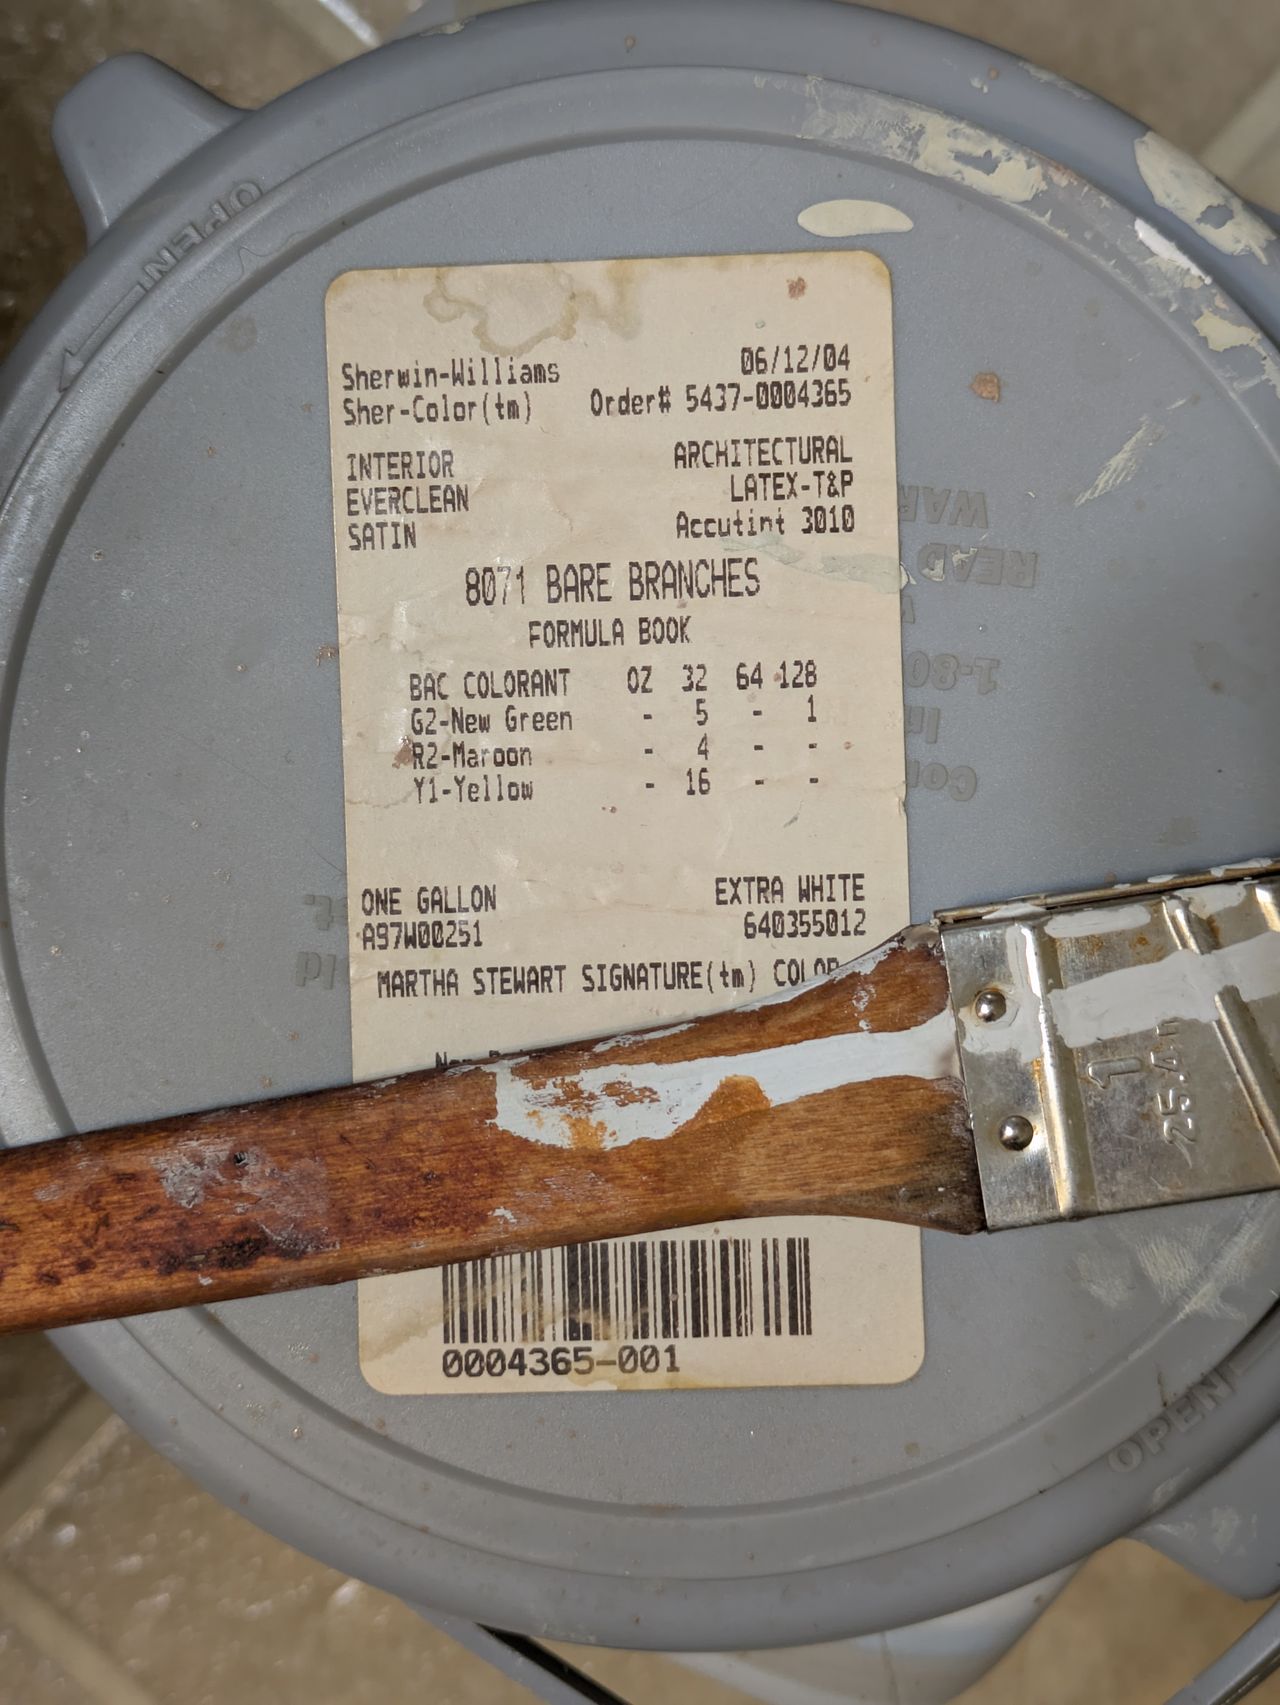 OPEN
Sherwin-Williams 06/12/04
Sher-Color(tm) Order# 5437-0004365
INTERIOR ARCHITECTURAL
EVERCLEAN LATEX-T&P
SATIN Accutint 3010
8071 BARE BRANCHES
FORMULA BOOK
BAC COLORANT OZ 32 64 128
G2-New Green - 5 - 1
R2-Maroon - 4 - -
Y1-Yellow - 16 - -
ONE GALLON EXTRA WHITE
A97W00251 640355012
MARTHA STEWART SIGNATURE(tm)
0004365-001
READ
1
OPEN